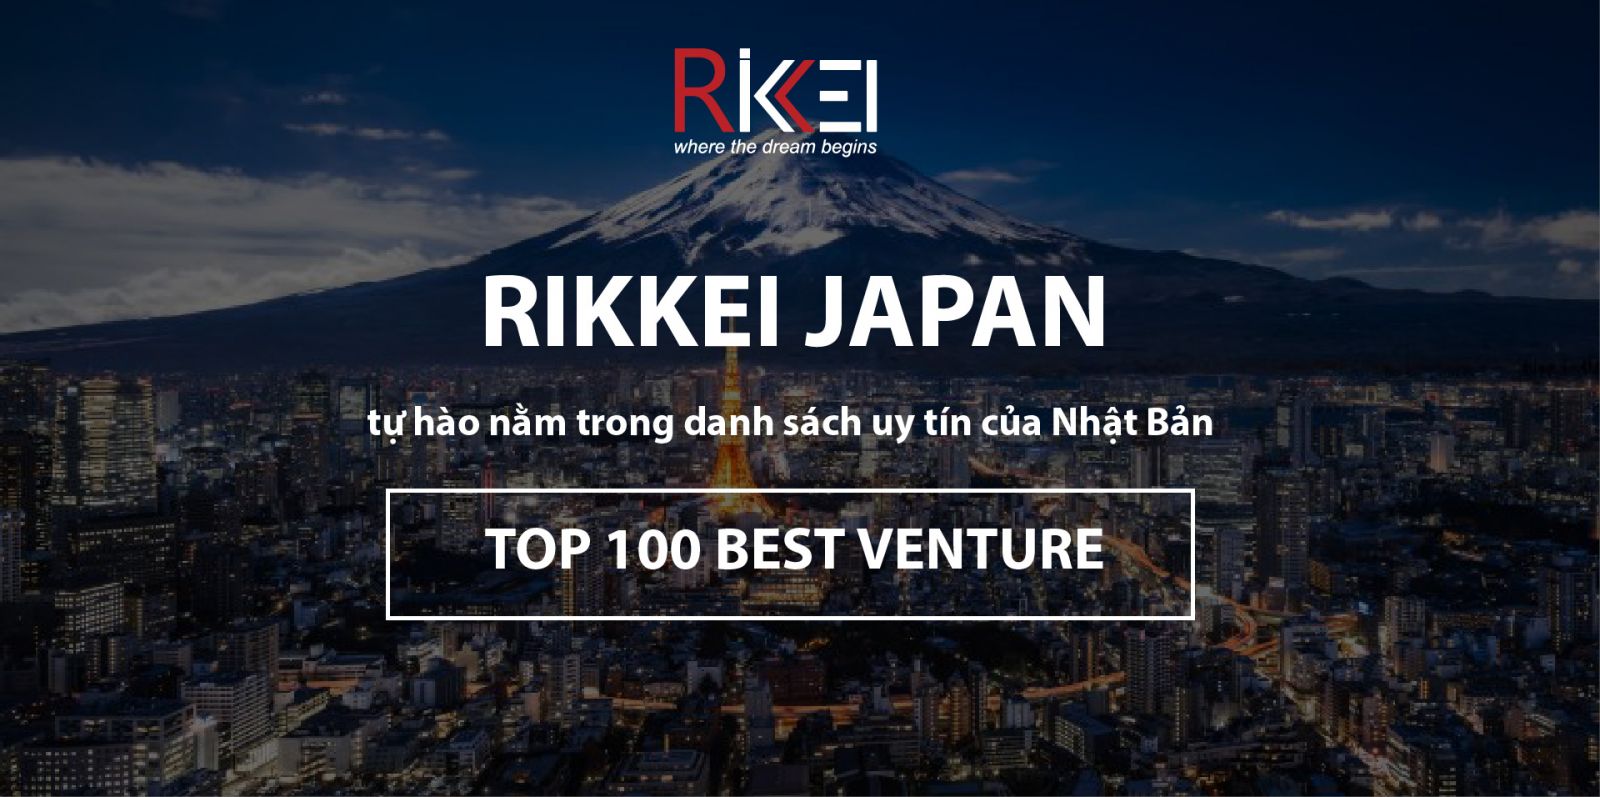 RIKKEI
where the dream begins
RIKKEI JAPAN
tự hào nằm trong danh sách uy tín của Nhật Bản
TOP 100 BEST VENTURE